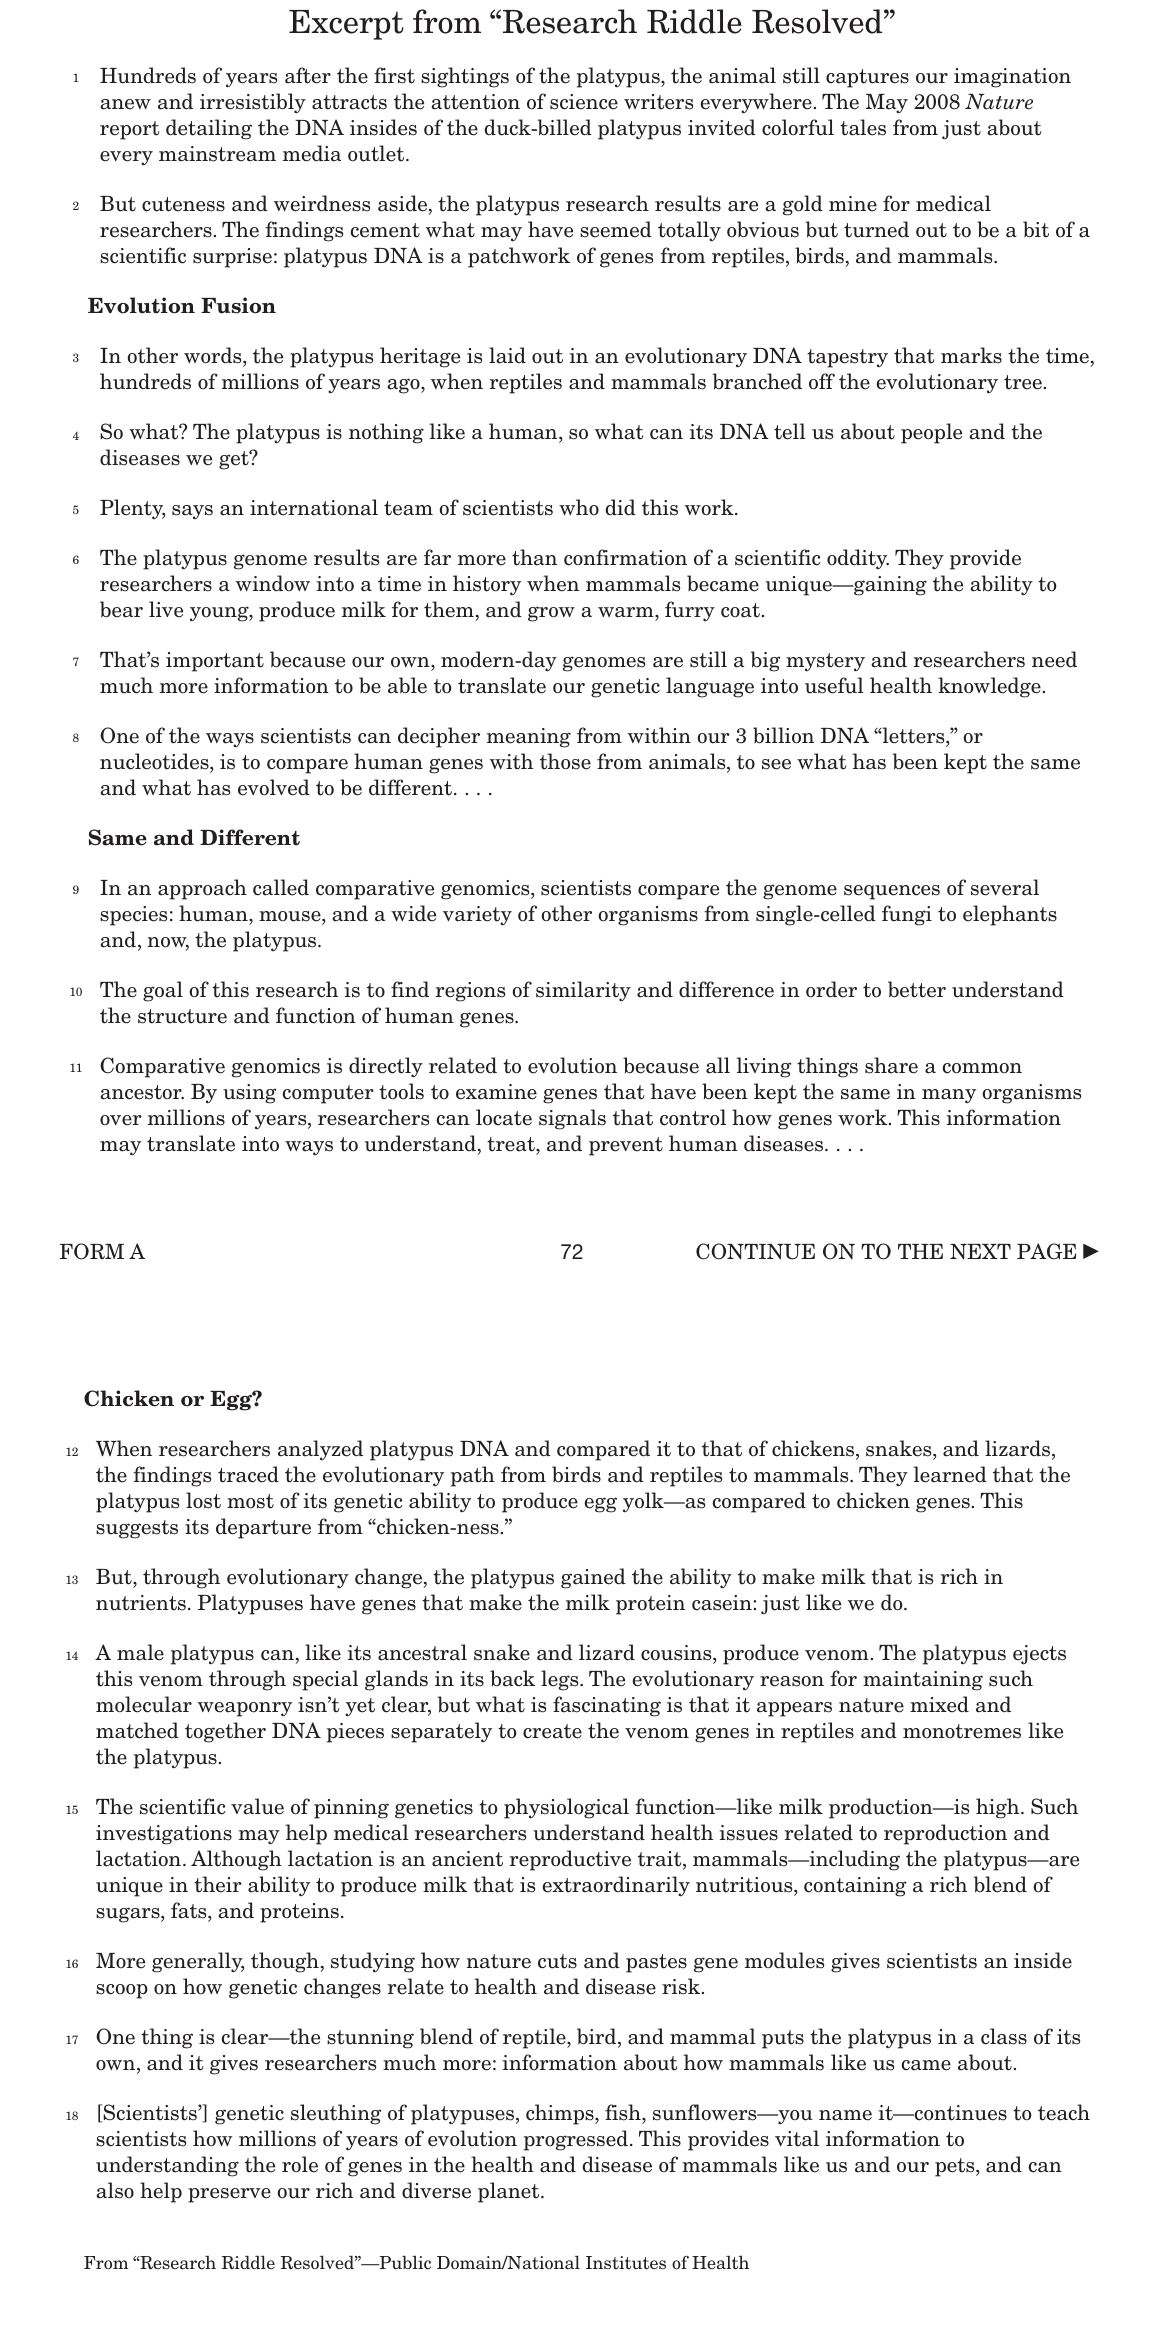 Excerpt from “Research Riddle Resolved”
1 Hundreds of years after the first sightings of the platypus, the animal still captures our imagination
anew and irresistibly attracts the attention of science writers everywhere. The May 2008 Nature
report detailing the DNA insides of the duck-billed platypus invited colorful tales from just about
every mainstream media outlet.
2 But cuteness and weirdness aside, the platypus research results are a gold mine for medical
researchers. The findings cement what may have seemed totally obvious but turned out to be a bit of a
scientific surprise: platypus DNA is a patchwork of genes from reptiles, birds, and mammals.
Evolution Fusion
3 In other words, the platypus heritage is laid out in an evolutionary DNA tapestry that marks the time,
hundreds of millions of years ago, when reptiles and mammals branched off the evolutionary tree.
4 So what? The platypus is nothing like a human, so what can its DNA tell us about people and the
diseases we get?
5 Plenty, says an international team of scientists who did this work.
6 The platypus genome results are far more than confirmation of a scientific oddity. They provide
researchers a window into a time in history when mammals became unique—gaining the ability to
bear live young, produce milk for them, and grow a warm, furry coat.
7 That’s important because our own, modern-day genomes are still a big mystery and researchers need
much more information to be able to translate our genetic language into useful health knowledge.
8 One of the ways scientists can decipher meaning from within our 3 billion DNA “letters,” or
nucleotides, is to compare human genes with those from animals, to see what has been kept the same
and what has evolved to be different. . . .
Same and Different
9 In an approach called comparative genomics, scientists compare the genome sequences of several
species: human, mouse, and a wide variety of other organisms from single-celled fungi to elephants
and, now, the platypus.
10 The goal of this research is to find regions of similarity and difference in order to better understand
the structure and function of human genes.
11 Comparative genomics is directly related to evolution because all living things share a common
ancestor. By using computer tools to examine genes that have been kept the same in many organisms
over millions of years, researchers can locate signals that control how genes work. This information
may translate into ways to understand, treat, and prevent human diseases. . . .
FORM A 72 CONTINUE ON TO THE NEXT PAGE ►
Chicken or Egg?
12 When researchers analyzed platypus DNA and compared it to that of chickens, snakes, and lizards,
the findings traced the evolutionary path from birds and reptiles to mammals. They learned that the
platypus lost most of its genetic ability to produce egg yolk—as compared to chicken genes. This
suggests its departure from “chicken-ness.”
13 But, through evolutionary change, the platypus gained the ability to make milk that is rich in
nutrients. Platypuses have genes that make the milk protein casein: just like we do.
14 A male platypus can, like its ancestral snake and lizard cousins, produce venom. The platypus ejects
this venom through special glands in its back legs. The evolutionary reason for maintaining such
molecular weaponry isn’t yet clear, but what is fascinating is that it appears nature mixed and
matched together DNA pieces separately to create the venom genes in reptiles and monotremes like
the platypus.
15 The scientific value of pinning genetics to physiological function—like milk production—is high. Such
investigations may help medical researchers understand health issues related to reproduction and
lactation. Although lactation is an ancient reproductive trait, mammals—including the platypus—are
unique in their ability to produce milk that is extraordinarily nutritious, containing a rich blend of
sugars, fats, and proteins.
16 More generally, though, studying how nature cuts and pastes gene modules gives scientists an inside
scoop on how genetic changes relate to health and disease risk.
17 One thing is clear—the stunning blend of reptile, bird, and mammal puts the platypus in a class of its
own, and it gives researchers much more: information about how mammals like us came about.
18 [Scientists’] genetic sleuthing of platypuses, chimps, fish, sunflowers—you name it—continues to teach
scientists how millions of years of evolution progressed. This provides vital information to
understanding the role of genes in the health and disease of mammals like us and our pets, and can
also help preserve our rich and diverse planet.
From “Research Riddle Resolved”—Public Domain/National Institutes of Health